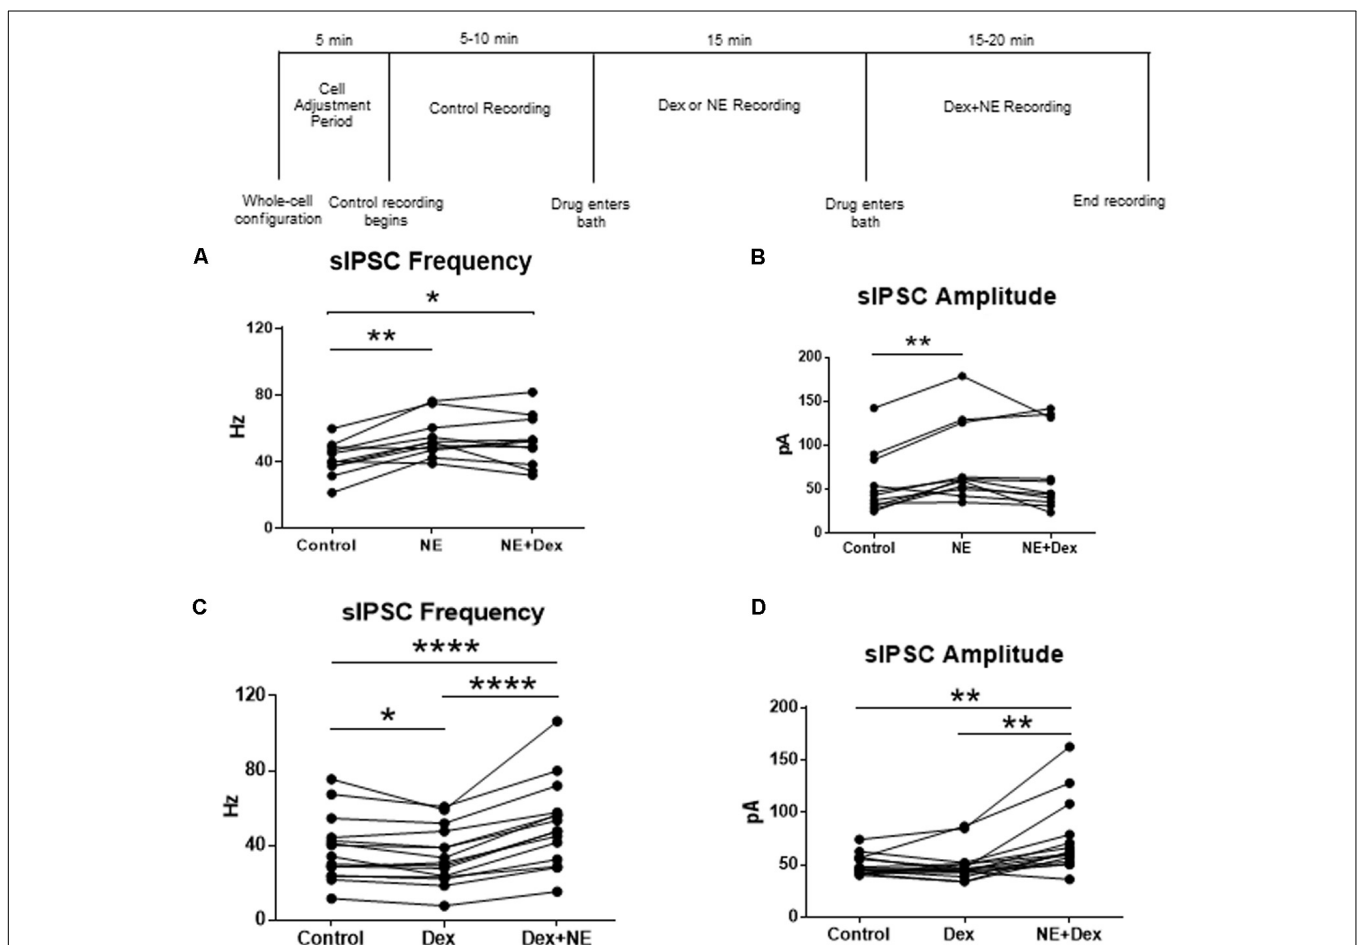 5 min 5-10 min 15 min 15-20 min
Cell
Adjustment
Period
Control Recording
Dex or NE Recording
Dex+NE Recording
Whole-cell
configuration
Control recording
begins
Drug enters
bath
Drug enters
bath
End recording
A
sIPSC Frequency
*
**
120
80
40
0
Hz
Control NE NE+Dex
B
sIPSC Amplitude
**
200
150
100
50
0
pA
Control NE NE+Dex
C
sIPSC Frequency
****
****
*
120
80
40
0
Hz
Control Dex Dex+NE
D
sIPSC Amplitude
**
**
200
150
100
50
0
pA
Control Dex NE+Dex